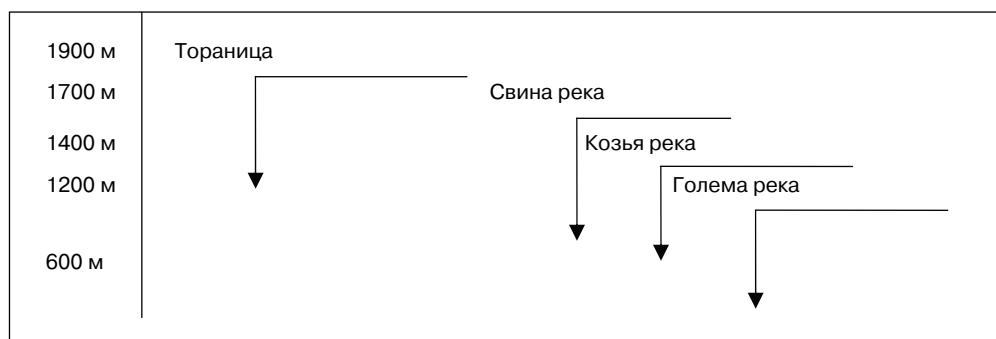 1900 м Тораница
1700 м Свина река
1400 м Козья река
1200 м Голема река
600 м